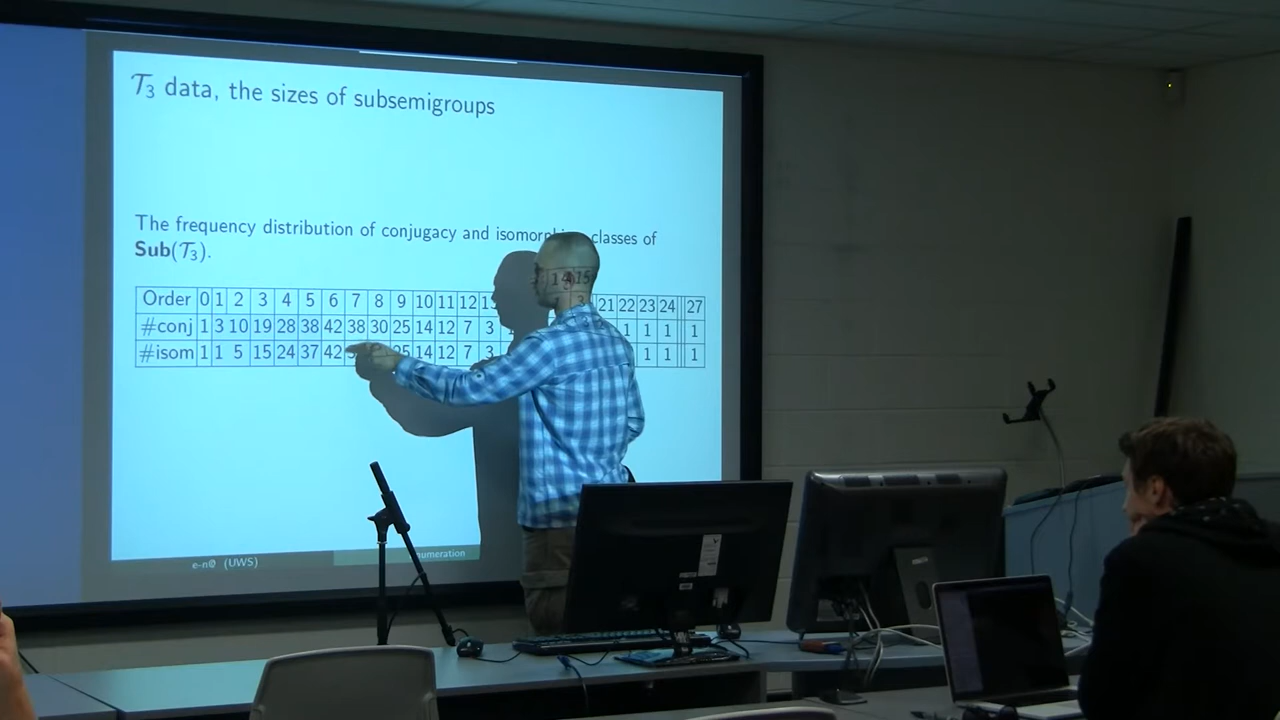 𝒯₃ data, the sizes of subsemigroups
The frequency distribution of conjugacy and classes of
Sub(𝒯₃).
Order 0 1 2 3 4 5 6 7 8 9 10 11 12 14 15 21 22 23 24 27
#conj 1 3 10 19 28 38 42 38 30 25 14 12 7 3 1 1 1 1
#isom 1 1 5 15 24 37 42 25 14 12 7 3 1 1 1
(UWS)